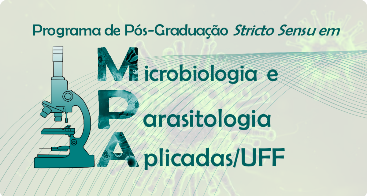 Programa de Pós-Graduação Stricto Sensu em
Microbiologia e
Parasitologia
Aplicadas/UFF